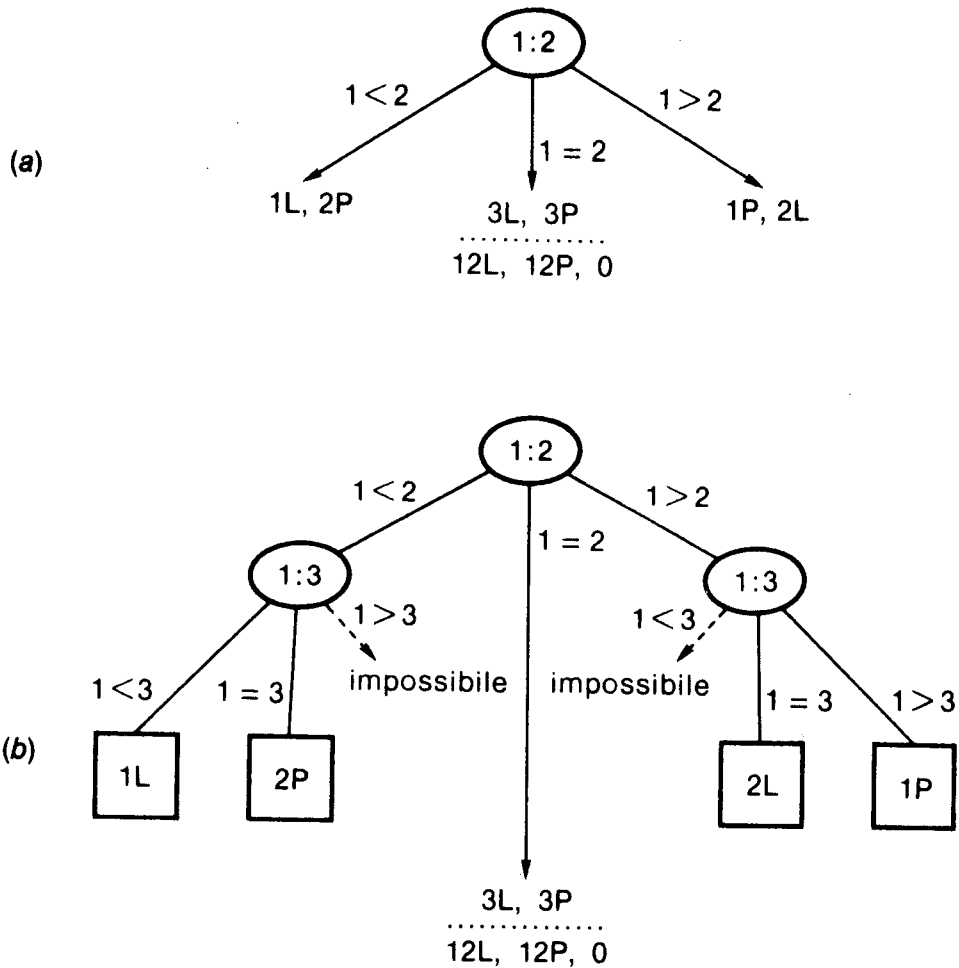 1:2
1<2
1>2
(a)
1 = 2
1L, 2P
3L, 3P
1P, 2L
12L, 12P, 0
1:2
1<2
1>2
1 = 2
1:3
1:3
1>3
1<3
impossibile
impossibile
1<3
1 = 3
1 = 3
1>3
(b)
1L
2P
2L
1P
3L, 3P
12L, 12P, 0